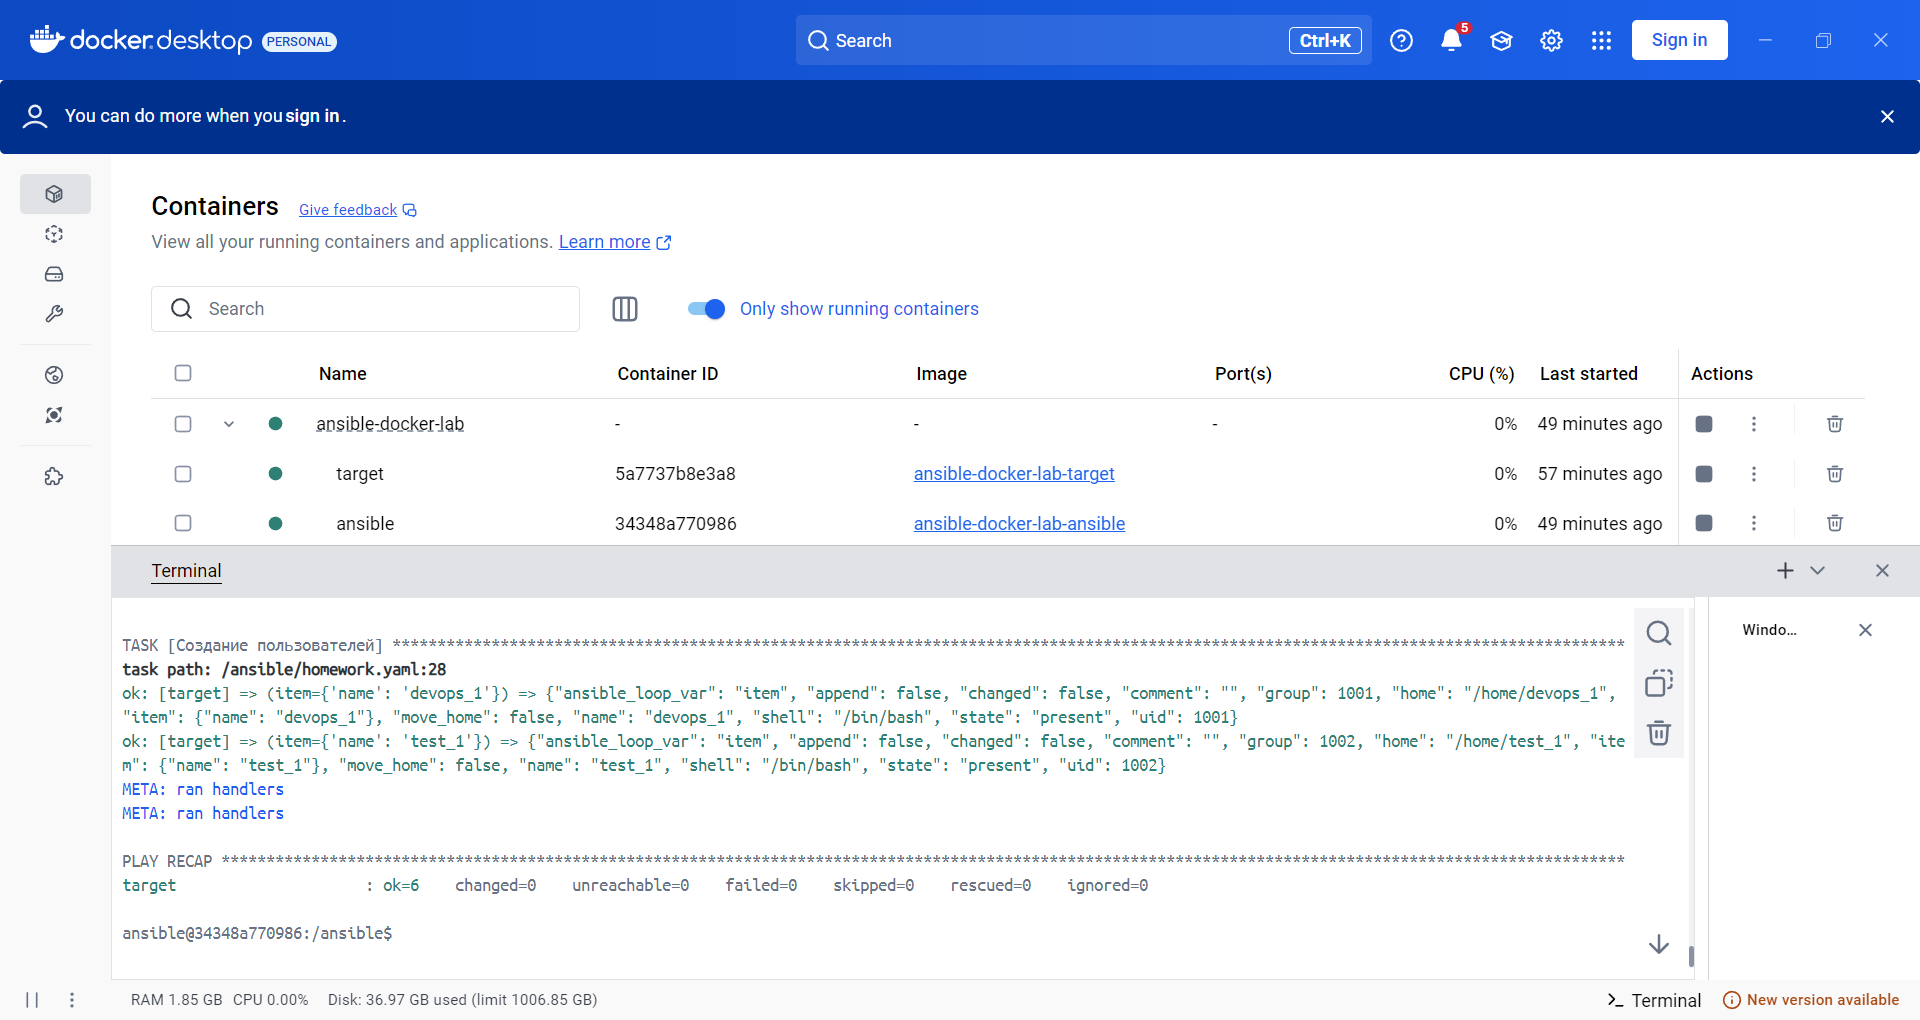 docker.desktop PERSONAL
Search Ctrl+K 5 Sign in
You can do more when you sign in.
Containers Give feedback
View all your running containers and applications. Learn more
Search Only show running containers
Name Container ID Image Port(s) CPU (%) Last started Actions
ansible-docker-lab - - - 0% 49 minutes ago
target 5a7737b8e3a8 ansible-docker-lab-target 0% 57 minutes ago
ansible 34348a770986 ansible-docker-lab-ansible 0% 49 minutes ago
Terminal
Windo...
TASK [Создание пользователей] *****************************************************************************************************************************************
task path: /ansible/homework.yaml:28
ok: [target] => (item={'name': 'devops_1'}) => {"ansible_loop_var": "item", "append": false, "changed": false, "comment": "", "group": 1001, "home": "/home/devops_1",
"item": {"name": "devops_1"}, "move_home": false, "name": "devops_1", "shell": "/bin/bash", "state": "present", "uid": 1001}
ok: [target] => (item={'name': 'test_1'}) => {"ansible_loop_var": "item", "append": false, "changed": false, "comment": "", "group": 1002, "home": "/home/test_1", "ite
m": {"name": "test_1"}, "move_home": false, "name": "test_1", "shell": "/bin/bash", "state": "present", "uid": 1002}
META: ran handlers
META: ran handlers
PLAY RECAP ************************************************************************************************************************************************************
target : ok=6 changed=0 unreachable=0 failed=0 skipped=0 rescued=0 ignored=0
ansible@34348a770986:/ansible$
RAM 1.85 GB CPU 0.00% Disk: 36.97 GB used (limit 1006.85 GB) Terminal New version available